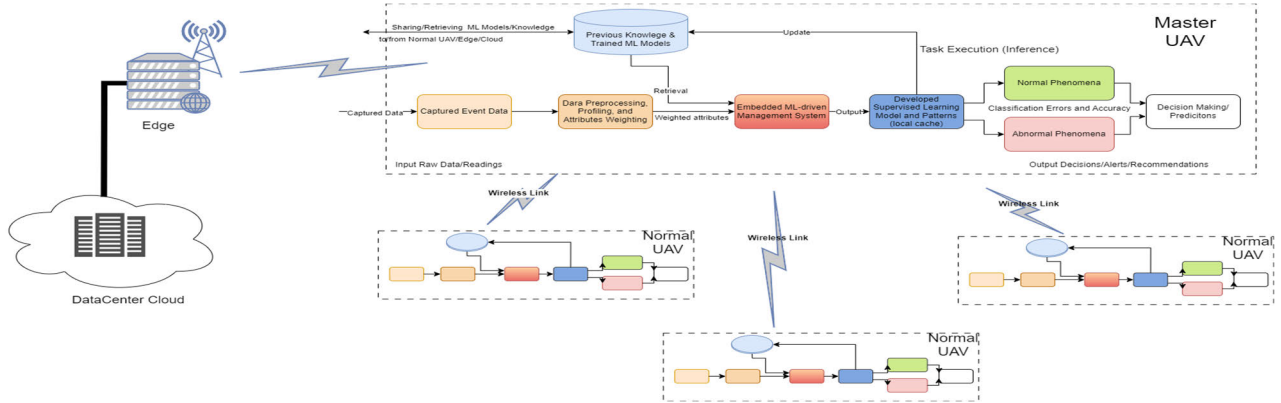 Sharing/Retrieving ML Models/Knowledge
to/from Normal UAV/Edge/Cloud
Previous Knowlege &
Trained ML Models
Update
Master
UAV
Task Execution (Inference)
Retrieval
Captured Data
Captured Event Data
Dara Preprocessing,
Profiling, and
Attributes Weighting
Weighted attributes
Embedded ML-driven
Management System
Output
Developed
Supervised Learning
Model and Patterns
(local cache)
Normal Phenomena
Classification Errors and Accuracy
Abnormal Phenomena
Decision Making/
Predicitons
Input Raw Data/Readings
Output Decisions/Alerts/Recommendations
Edge
DataCenter Cloud
Wireless Link
Wireless Link
Wireless Link
Normal
UAV
Normal
UAV
Normal
UAV